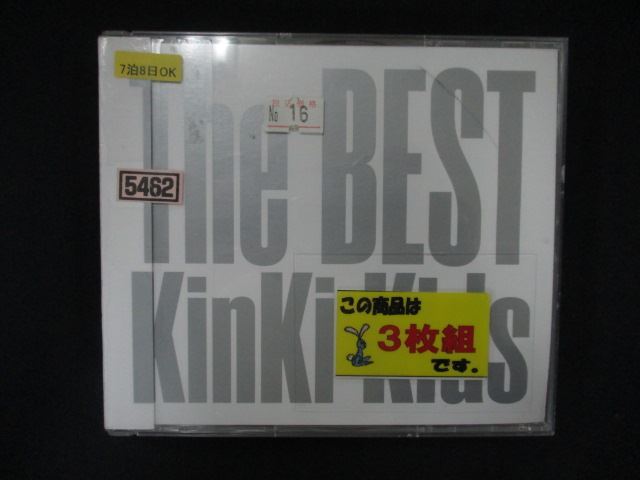 7泊8日OK
No 16
The BEST
5462
KinKi Kids
この商品は
3枚組
です。